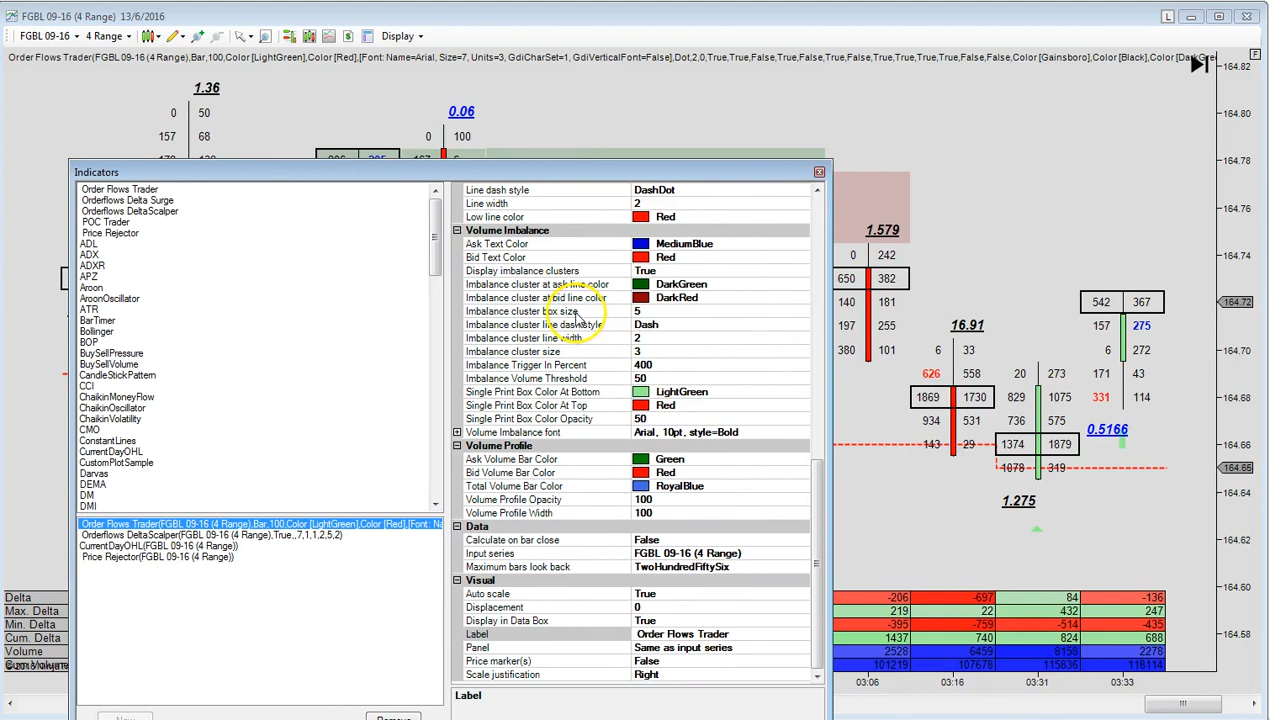 FGBL 09-16 (4 Range) 13/6/2016
L
FGBL 09-16 4 Range Display
Order Flows Trader(FGBL 09-16 (4 Range),Bar,100,Color [LightGreen],Color [Red],[Font: Name=Arial, Size=7, Units=3, GdiCharSet=1, GdiVerticalFont=False],Dot,2,0,True,True,False,True,False,True,False,True,True,True,False,False,Color [Gainsboro],Color [Black],Color
F
164.82
1.36
0 50
157 68
0.06
0 100
164.80
164.78
164.76
164.74
164.72
164.70
164.68
164.66
164.65
164.64
164.62
164.60
164.58
Indicators
Order Flows Trader
Orderflows Delta Surge
Orderflows DeltaScalper
POC Trader
Price Rejector
ADL
ADX
ADXR
APZ
Aroon
AroonOscillator
ATR
BarTimer
Bollinger
BOP
BuySellPressure
BuySellVolume
CandleStickPattern
CCI
ChaikinMoneyFlow
ChaikinOscillator
ChaikinVolatility
CMO
ConstantLines
CurrentDayOHL
CustomPlotSample
Darvas
DEMA
DM
DMI
Order Flows Trader(FGBL 09-16 (4 Range),Bar,100,Color [LightGreen],Color [Red],[Font: Na
Orderflows DeltaScalper(FGBL 09-16 (4 Range),True,,7,1,1,2,5,2)
CurrentDayOHL(FGBL 09-16 (4 Range))
Price Rejector(FGBL 09-16 (4 Range))
New
Remove
Line dash style DashDot
Line width 2
Low line color Red
Volume Imbalance
Ask Text Color MediumBlue
Bid Text Color Red
Display imbalance clusters True
Imbalance cluster at ask line color DarkGreen
Imbalance cluster at bid line color DarkRed
Imbalance cluster box size 5
Imbalance cluster line dash style Dash
Imbalance cluster line width 2
Imbalance cluster size 3
Imbalance Trigger In Percent 400
Imbalance Volume Threshold 50
Single Print Box Color At Bottom LightGreen
Single Print Box Color At Top Red
Single Print Box Color Opacity 50
Volume Imbalance font Arial, 10pt, style=Bold
Volume Profile
Ask Volume Bar Color Green
Bid Volume Bar Color Red
Total Volume Bar Color RoyalBlue
Volume Profile Opacity 100
Volume Profile Width 100
Data
Calculate on bar close False
Input series FGBL 09-16 (4 Range)
Maximum bars look back TwoHundredFiftySix
Visual
Auto scale True
Displacement 0
Display in Data Box True
Label Order Flows Trader
Panel Same as input series
Price marker(s) False
Scale justification Right
Label
1.579
0 242
650 382
140 181
197 255
380 101
16.91
6 33
626 558
1869 1730
934 531
143 29
20 273
829 1075
736 575
1374 1879
1078 319
1.275
542 367
157 275
6 272
171 43
331 114
0.5166
Delta -206 -697 84 -136
Max. Delta 219 22 432 247
Min. Delta -395 -759 -514 -435
Cum. Delta 1437 740 824 688
Volume 2528 6459 8158 2278
101219 107678 115836 118114
03:06 03:16 03:31 03:33